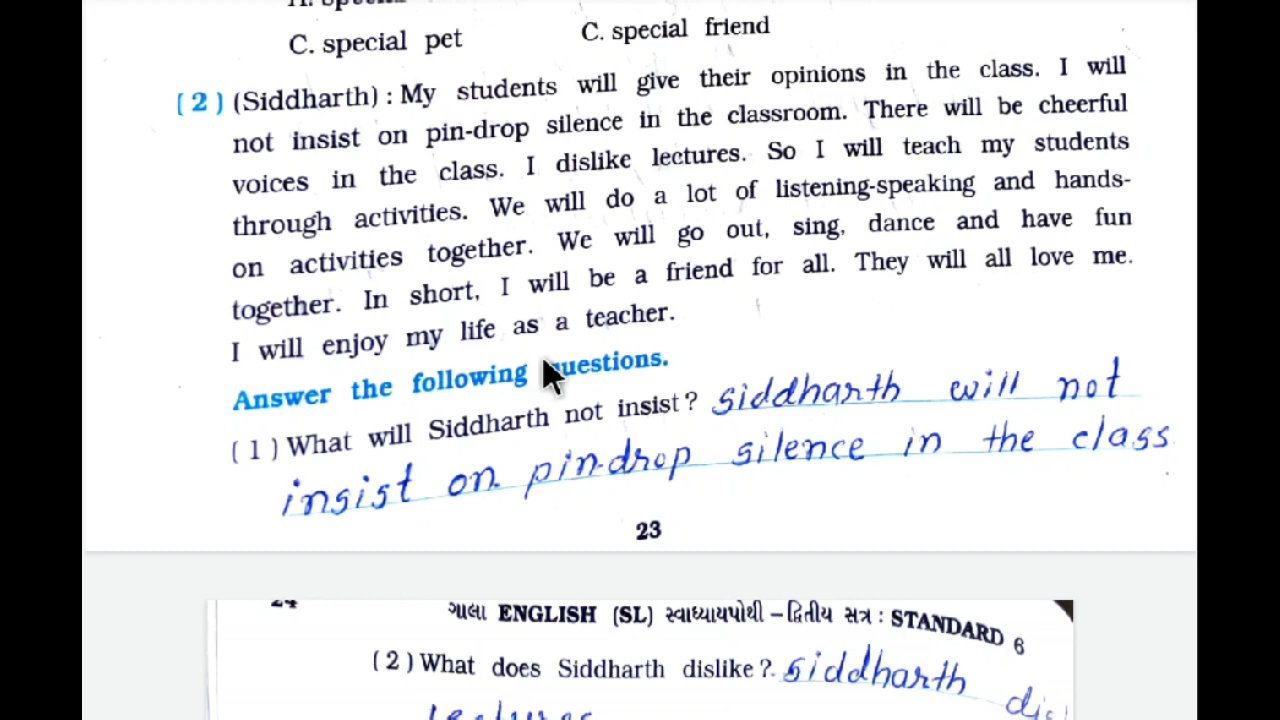 C. special pet C. special friend
( 2 ) (Siddharth) : My students will give their opinions in the class. I will
not insist on pin-drop silence in the classroom. There will be cheerful
voices in the class. I dislike lectures. So I will teach my students
through activities. We will do a lot of listening-speaking and hands-
on activities together. We will go out, sing, dance and have fun
together. In short, I will be a friend for all. They will all love me.
I will enjoy my life as a teacher.
Answer the following questions.
( 1 ) What will Siddharth not insist? siddharth will not
insist on pin-drop silence in the class
23
24 ગાલા ENGLISH (SL) સ્વાધ્યાયપોથી – દ્વિતીય સત્ર : STANDARD 6
( 2 ) What does Siddharth dislike ? siddharth
lectures